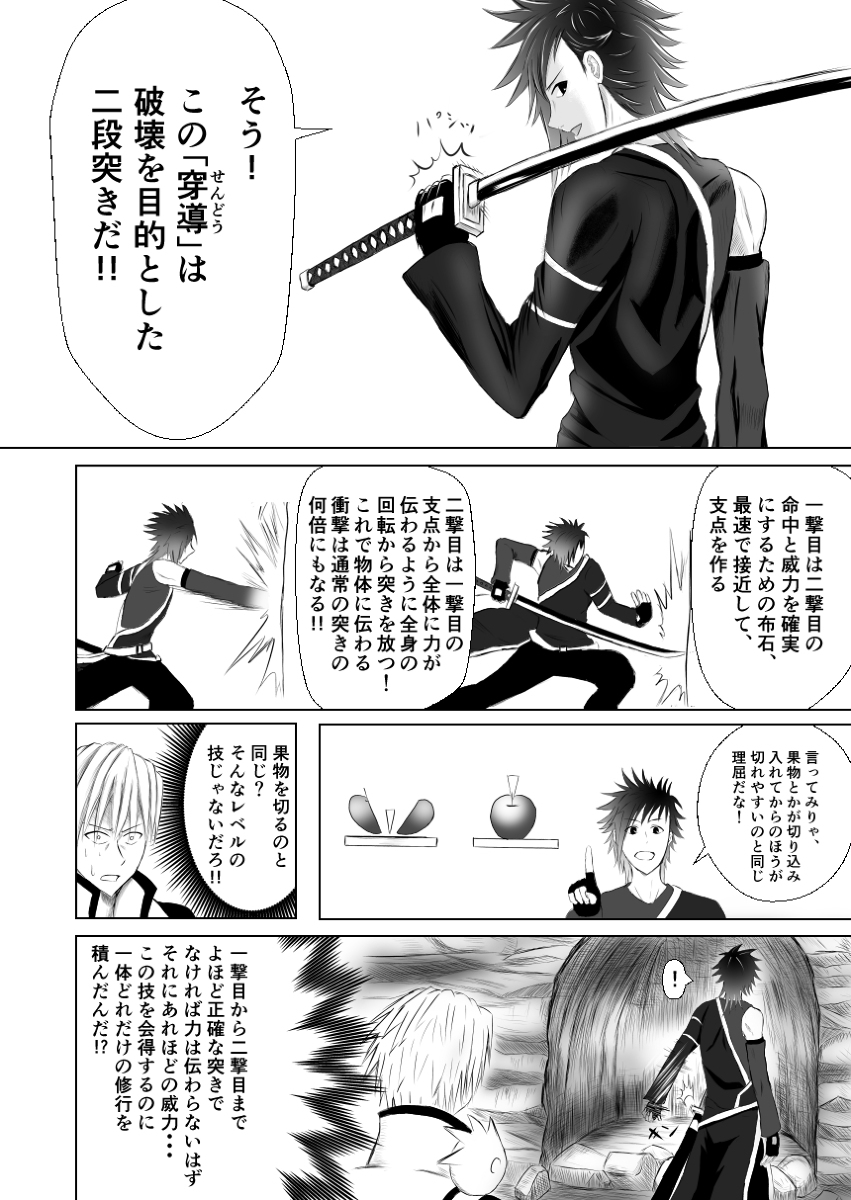 そう！
この「穿導」は
せんどう
破壊を目的とした
二段突きだ!!
パシッ
一撃目は二撃目の
命中と威力を確実
にするための布石、
最速で接近して、
支点を作る
二撃目は一撃目の
支点から全体に力が
伝わるように全身の
回転から突きを放つ！
これで物体に伝わる
衝撃は通常の突きの
何倍にもなる!!
言ってみりゃ、
果物とかが切り込み
入れてからのほうが
切れやすいのと同じ
理屈だな！
果物を切るのと
同じ？
そんなレベルの
技じゃないだろ!!
！
一撃目から二撃目まで
よほど正確な突きで
なければ力は伝わらないはず
それにあれほどの威力・・・
この技を会得するのに
一体どれだけの修行を
積んだんだ!?